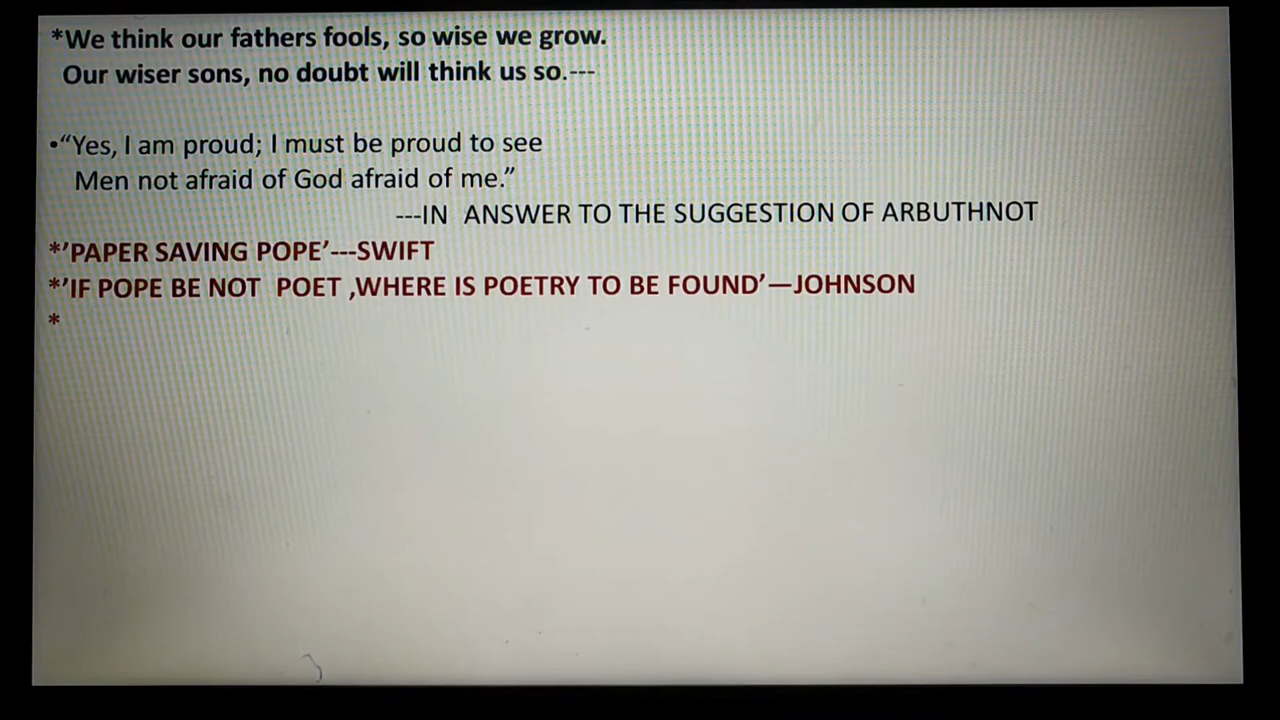 *We think our fathers fools, so wise we grow.
Our wiser sons, no doubt will think us so.---
•“Yes, I am proud; I must be proud to see
Men not afraid of God afraid of me.”
---IN ANSWER TO THE SUGGESTION OF ARBUTHNOT
*’PAPER SAVING POPE’---SWIFT
*’IF POPE BE NOT POET ,WHERE IS POETRY TO BE FOUND’—JOHNSON
*